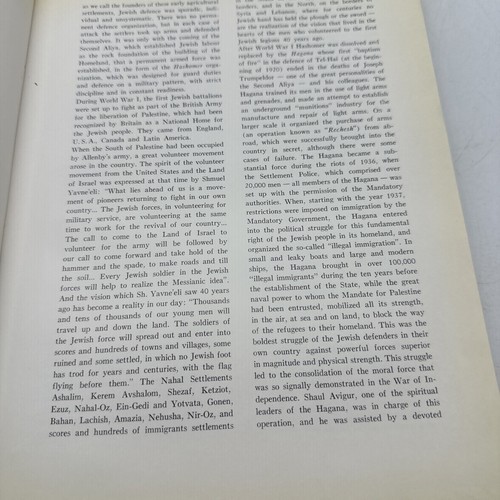 as we call the founders of these early agricultural
settlements, Jewish defence was sporadic, indi-
vidual and unsystematic. There was no perma-
nent defence organisation, but in each case of
attack the settlers took up arms and defended
themselves. It was only with the coming of the
Second Aliya, which established Jewish labour
as the rock foundation of the building of the
Homeland, that a permanent armed force was
established, in the form of the Hashomer orga-
nization, which was designed for guard duties
and defence on a military pattern, with strict
discipline and in constant readiness.
During World War I, the first Jewish battalions
were set up to fight as part of the British Army
for the liberation of Palestine, which had been
recognised by Britain as a National Home for
the Jewish people. They came from England,
U.S.A., Canada and Latin America.
When the South of Palestine had been occupied
by Allenby's army, a great volunteer movement
arose in the country. The spirit of the volunteer
movement from the United States and the Land
of Israel was expressed at that time by Shmuel
Yavne'eli: "What lies ahead of us is a move-
ment of pioneers returning to fight in our own
country... The Jewish forces, in volunteering for
military service, are volunteering at the same
time to work for the revival of our country...
The call to come to the Land of Israel to
volunteer for the army will be followed by
our call to come forward and take hold of the
hammer and the spade, to make roads and till
the soil... Every Jewish soldier in the Jewish
forces will help to realize the Messianic idea".
And the vision which Sh. Yavne'eli saw 40 years
ago has become a reality in our day: "Thousands
and tens of thousands of our young men will
travel up and down the land. The soldiers of
the Jewish force will spread out and enter into
scores and hundreds of towns and villages, some
ruined and some settled, in which no Jewish foot
has trod for years and centuries, with the flag
flying before them." The Nahal Settlements
Ashalim, Kerem Avshalom, Shezaf, Ketziot,
Ezuz, Nahal-Oz, Ein-Gedi and Yotvata, Gonen,
Bahan, Lachish, Amazia, Nehusha, Nir-Oz, and
scores and hundreds of immigrants settlements
borders, and in the North, on the borders of
Syria and Lebanon, where for centuries no
Jewish hand has held the plough or the sword —
are the realisation of the vision that lived in the
hearts of the men who volunteered to the first
Jewish legions 40 years ago.
After World War I Hashomer was dissolved and
replaced by the Hagana whose first "baptism
of fire" in the defence of Tel-Hai (at the begin-
ning of 1920) ended in the deaths of Joseph
Trumpeldor — one of the great personalities of
the Second Aliya — and his colleagues. The
Hagana trained its men in the use of light arms
and grenades, and made an attempt to establish
an underground "munitions" industry for the
manufacture and repair of light arms. On a
larger scale it organized the purchase of arms
(an operation known as "Rechesh") from ab-
road, which were successfully brought into the
country in secret, although there were some
cases of failure. The Hagana became a sub-
stantial force during the riots of 1936, when
the Settlement Police, which comprised over
20,000 men — all members of the Hagana — was
set up with the permission of the Mandatory
authorities. When, starting with the year 1937,
restrictions were imposed on immigration by the
Mandatory Government, the Hagana entered
into the political struggle for this fundamental
right of the Jewish people in its homeland, and
organized the so-called "illegal immigration". In
small and leaky boats and large and modern
ships, the Hagana brought in over 100,000
"illegal immigrants" during the ten years before
the establishment of the State, while the great
naval power to whom the Mandate for Palestine
had been entrusted, mobilized all its strength,
in the air, at sea and on land, to block the way
of the refugees to their homeland. This was the
boldest struggle of the Jewish defenders in their
own country against powerful forces superior
in magnitude and physical strength. This struggle
led to the consolidation of the moral force that
was so signally demonstrated in the War of In-
dependence. Shaul Avigur, one of the spiritual
leaders of the Hagana, was in charge of this
operation, and he was assisted by a devoted